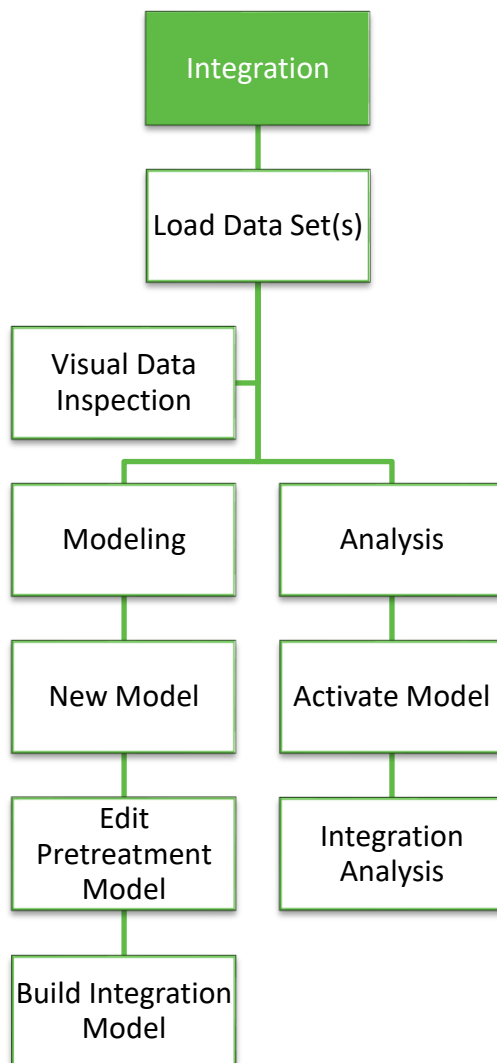 Integration
Load Data Set(s)
Visual Data
Inspection
Modeling
Analysis
New Model
Activate Model
Edit
Pretreatment
Model
Integration
Analysis
Build Integration
Model